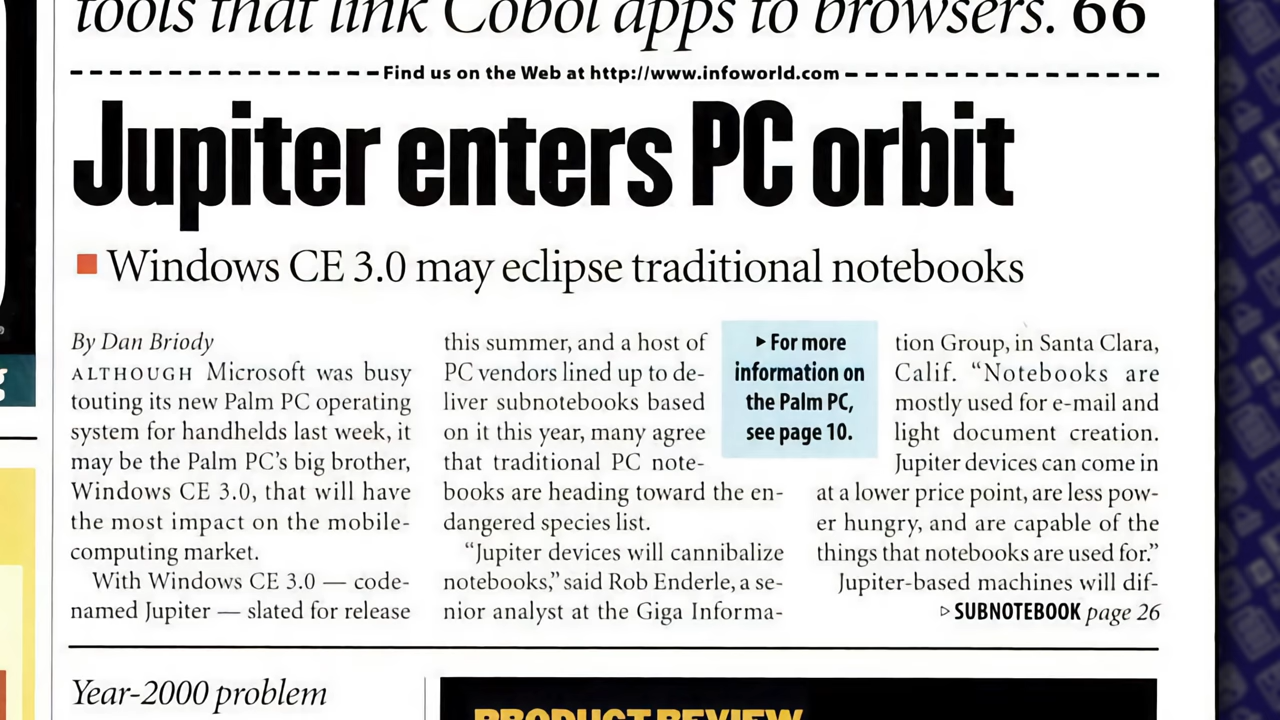 tools that link Cobol apps to browsers. 66
Find us on the Web at http://www.infoworld.com
Jupiter enters PC orbit
Windows CE 3.0 may eclipse traditional notebooks
By Dan Briody
ALTHOUGH Microsoft was busy
touting its new Palm PC operating
system for handhelds last week, it
may be the Palm PC's big brother,
Windows CE 3.0, that will have
the most impact on the mobile-
computing market.
With Windows CE 3.0 — code-
named Jupiter — slated for release
this summer, and a host of
PC vendors lined up to de-
liver subnotebooks based
on it this year, many agree
that traditional PC note-
books are heading toward the en-
dangered species list.
“Jupiter devices will cannibalize
notebooks,” said Rob Enderle, a se-
nior analyst at the Giga Informa-
▸ For more
information on
the Palm PC,
see page 10.
tion Group, in Santa Clara,
Calif. “Notebooks are
mostly used for e-mail and
light document creation.
Jupiter devices can come in
at a lower price point, are less pow-
er hungry, and are capable of the
things that notebooks are used for.”
Jupiter-based machines will dif-
▹ SUBNOTEBOOK page 26
Year-2000 problem
PRODUCT REVIEW